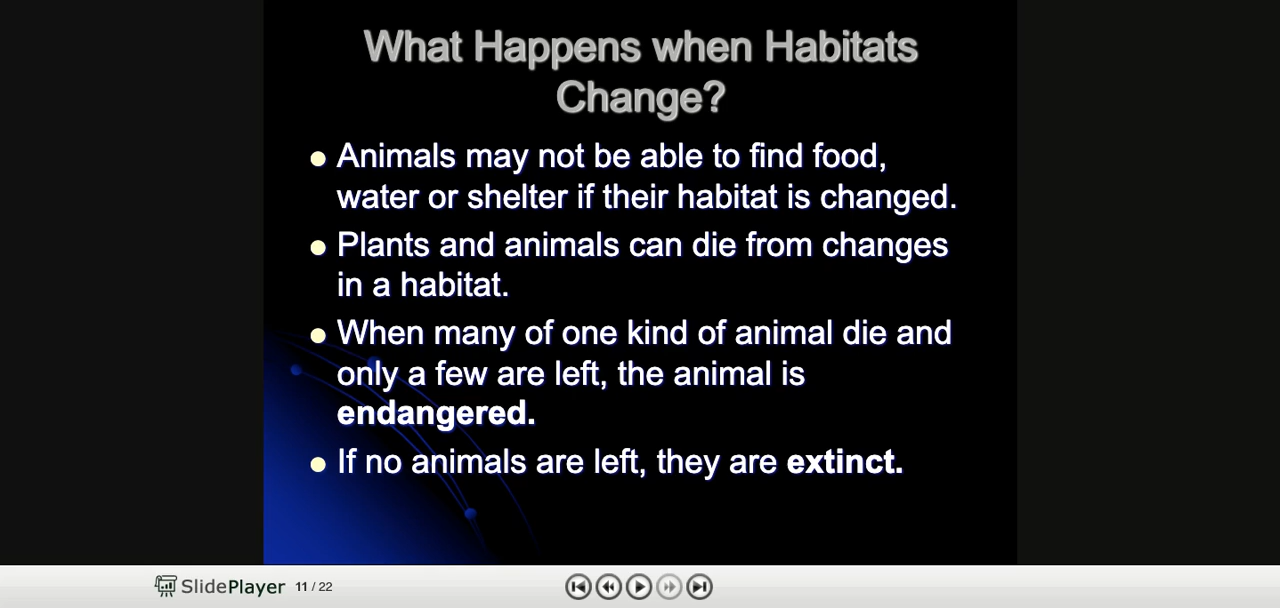 What Happens when Habitats
Change?
Animals may not be able to find food,
water or shelter if their habitat is changed.
Plants and animals can die from changes
in a habitat.
When many of one kind of animal die and
only a few are left, the animal is
endangered.
If no animals are left, they are extinct.
SlidePlayer 11 / 22